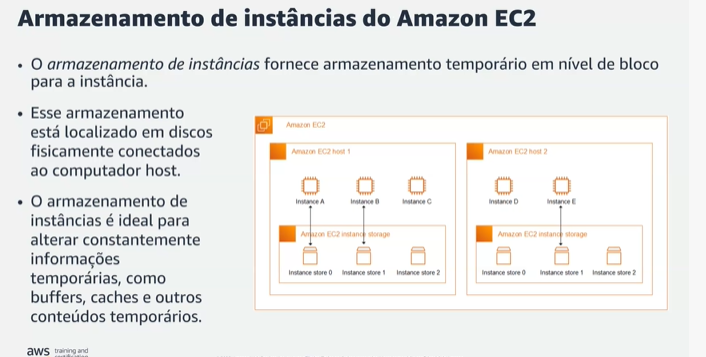 Armazenamento de instâncias do Amazon EC2
• O armazenamento de instâncias fornece armazenamento temporário em nível de bloco
para a instância.
• Esse armazenamento
está localizado em discos
fisicamente conectados
ao computador host.
• O armazenamento de
instâncias é ideal para
alterar constantemente
informações
temporárias, como
buffers, caches e outros
conteúdos temporários.
Amazon EC2
Amazon EC2 host 1
Instance A Instance B Instance C
Amazon EC2 instance storage
Instance store 0 Instance store 1 Instance store 2
Amazon EC2 host 2
Instance D Instance E
Amazon EC2 instance storage
Instance store 0 Instance store 1 Instance store 2
aws training and